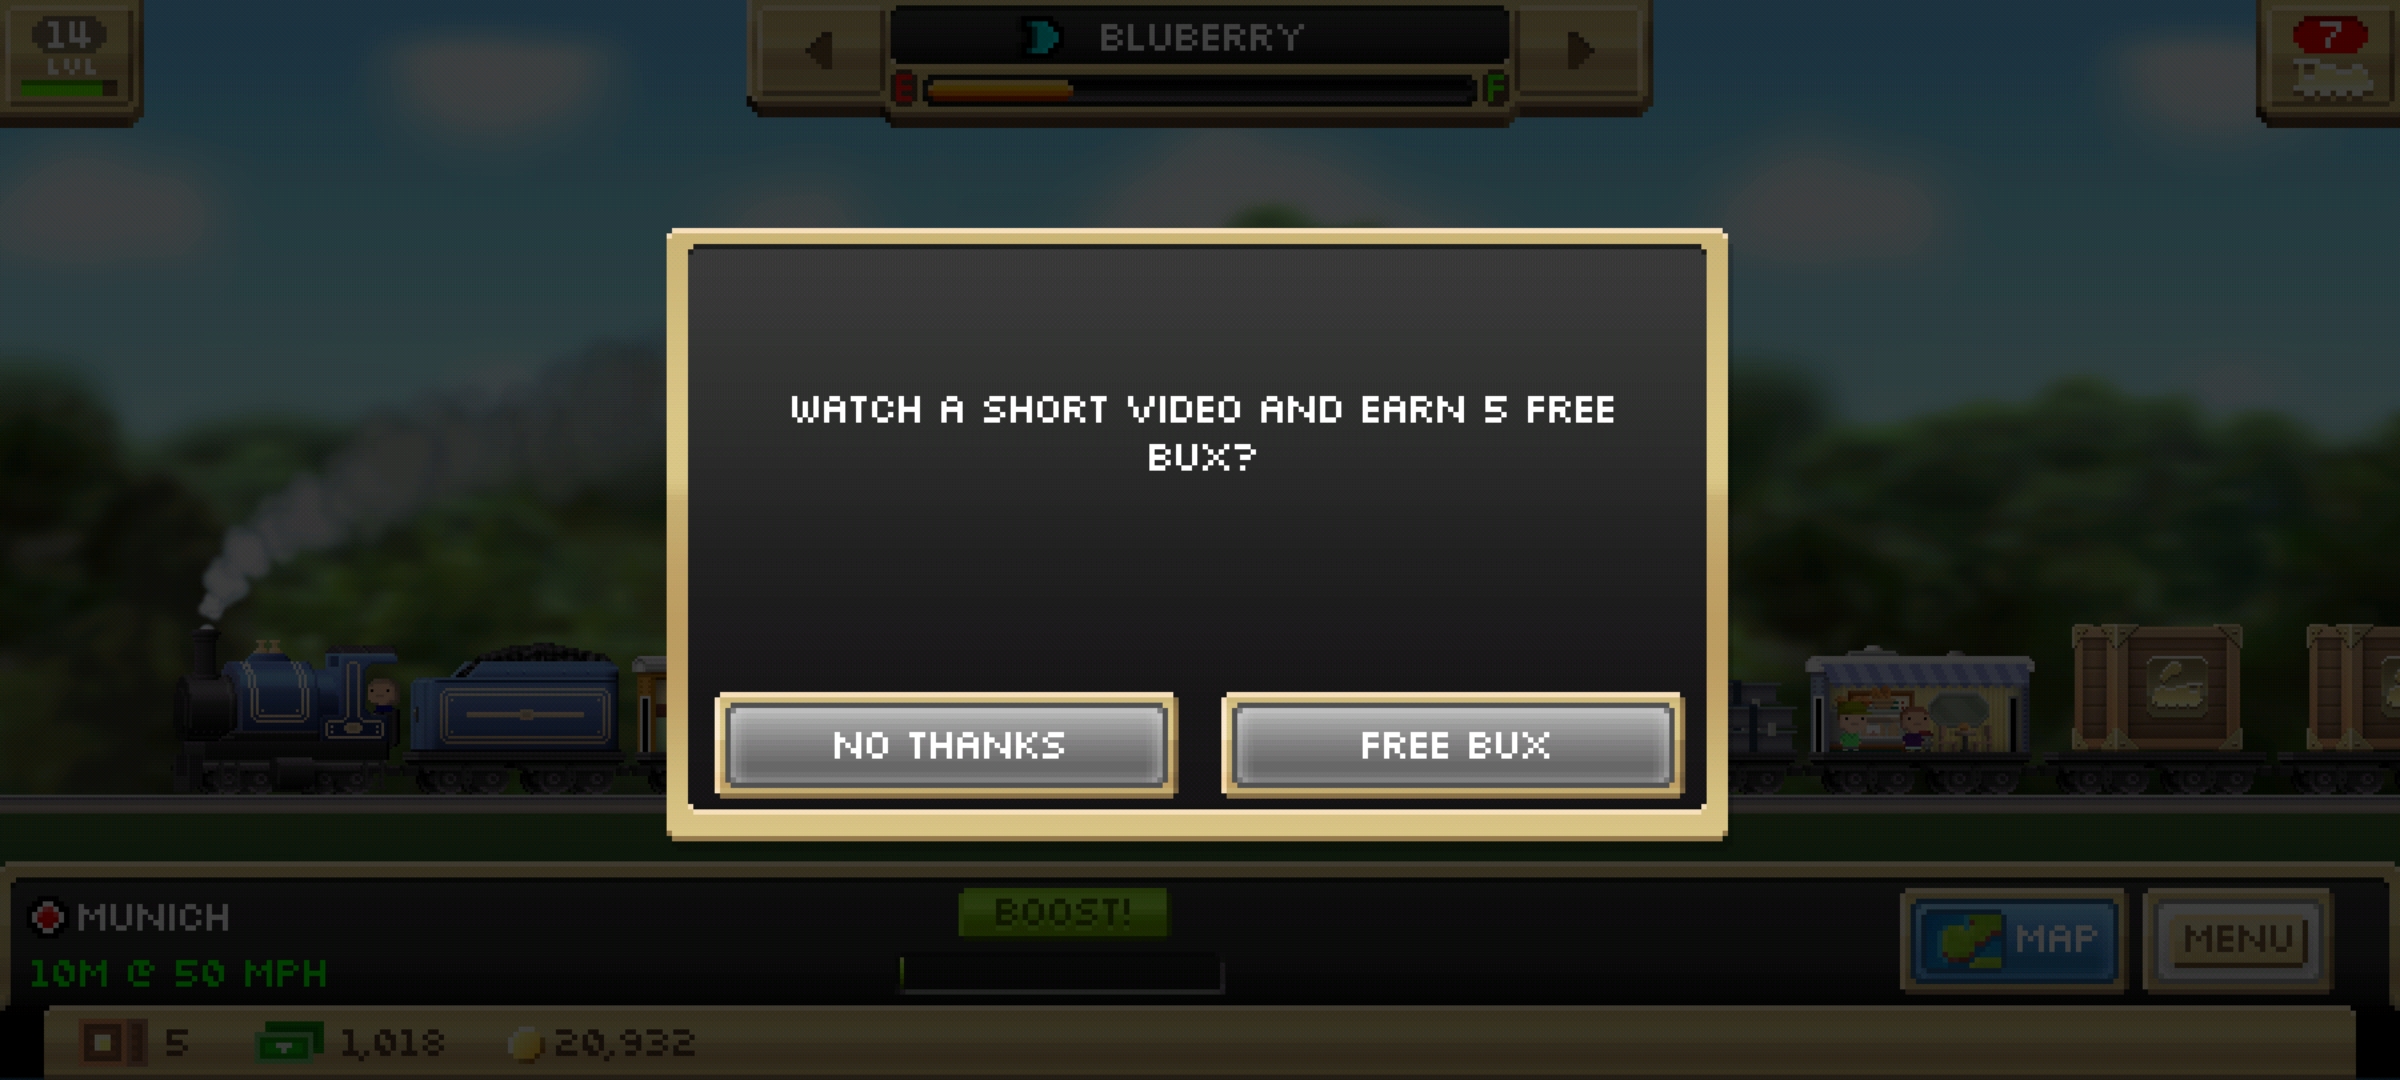 14
LVL
BLUBERRY
E
F
7
WATCH A SHORT VIDEO AND EARN 5 FREE
BUX?
NO THANKS
FREE BUX
MUNICH
10M @ 50 MPH
BOOST!
MAP
MENU
5
1,018
20,932